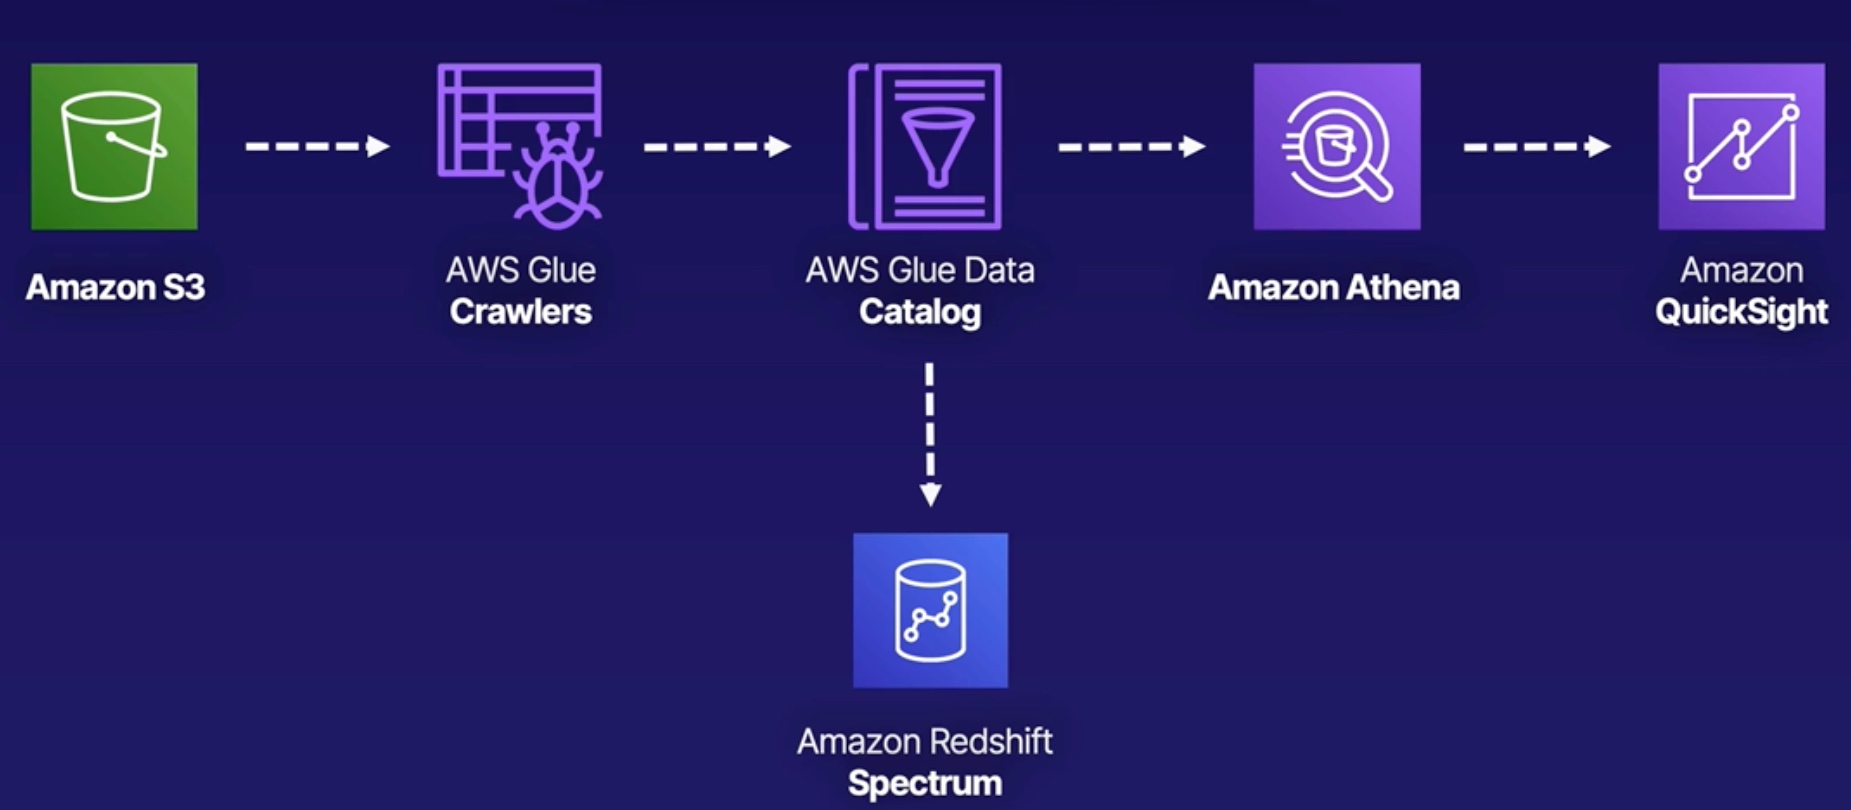 Amazon S3
AWS Glue
Crawlers
AWS Glue Data
Catalog
Amazon Athena
Amazon
QuickSight
Amazon Redshift
Spectrum